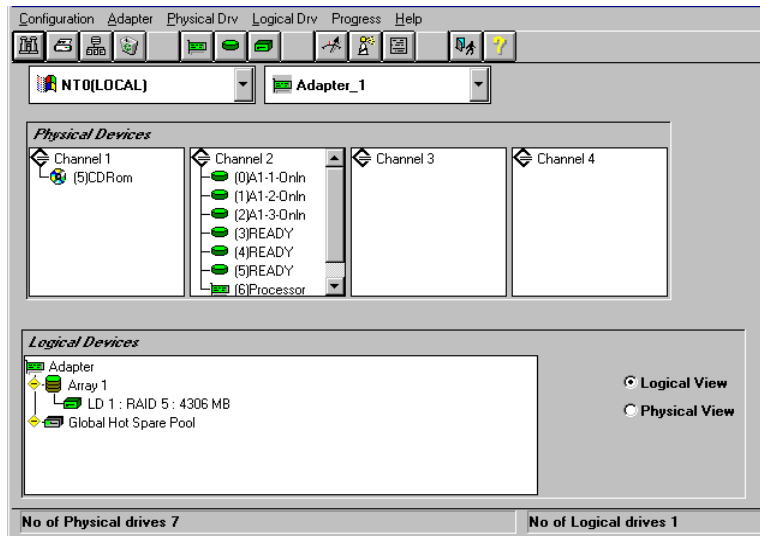 Configuration Adapter Physical Drv Logical Drv Progress Help
NT0(LOCAL)
Adapter_1
Physical Devices
Channel 1
(5)CDRom
Channel 2
(0)A1-1-Onln
(1)A1-2-Onln
(2)A1-3-Onln
(3)READY
(4)READY
(5)READY
(6)Processor
Channel 3
Channel 4
Logical Devices
Adapter
Array 1
LD 1 : RAID 5 : 4306 MB
Global Hot Spare Pool
Logical View
Physical View
No of Physical drives 7
No of Logical drives 1